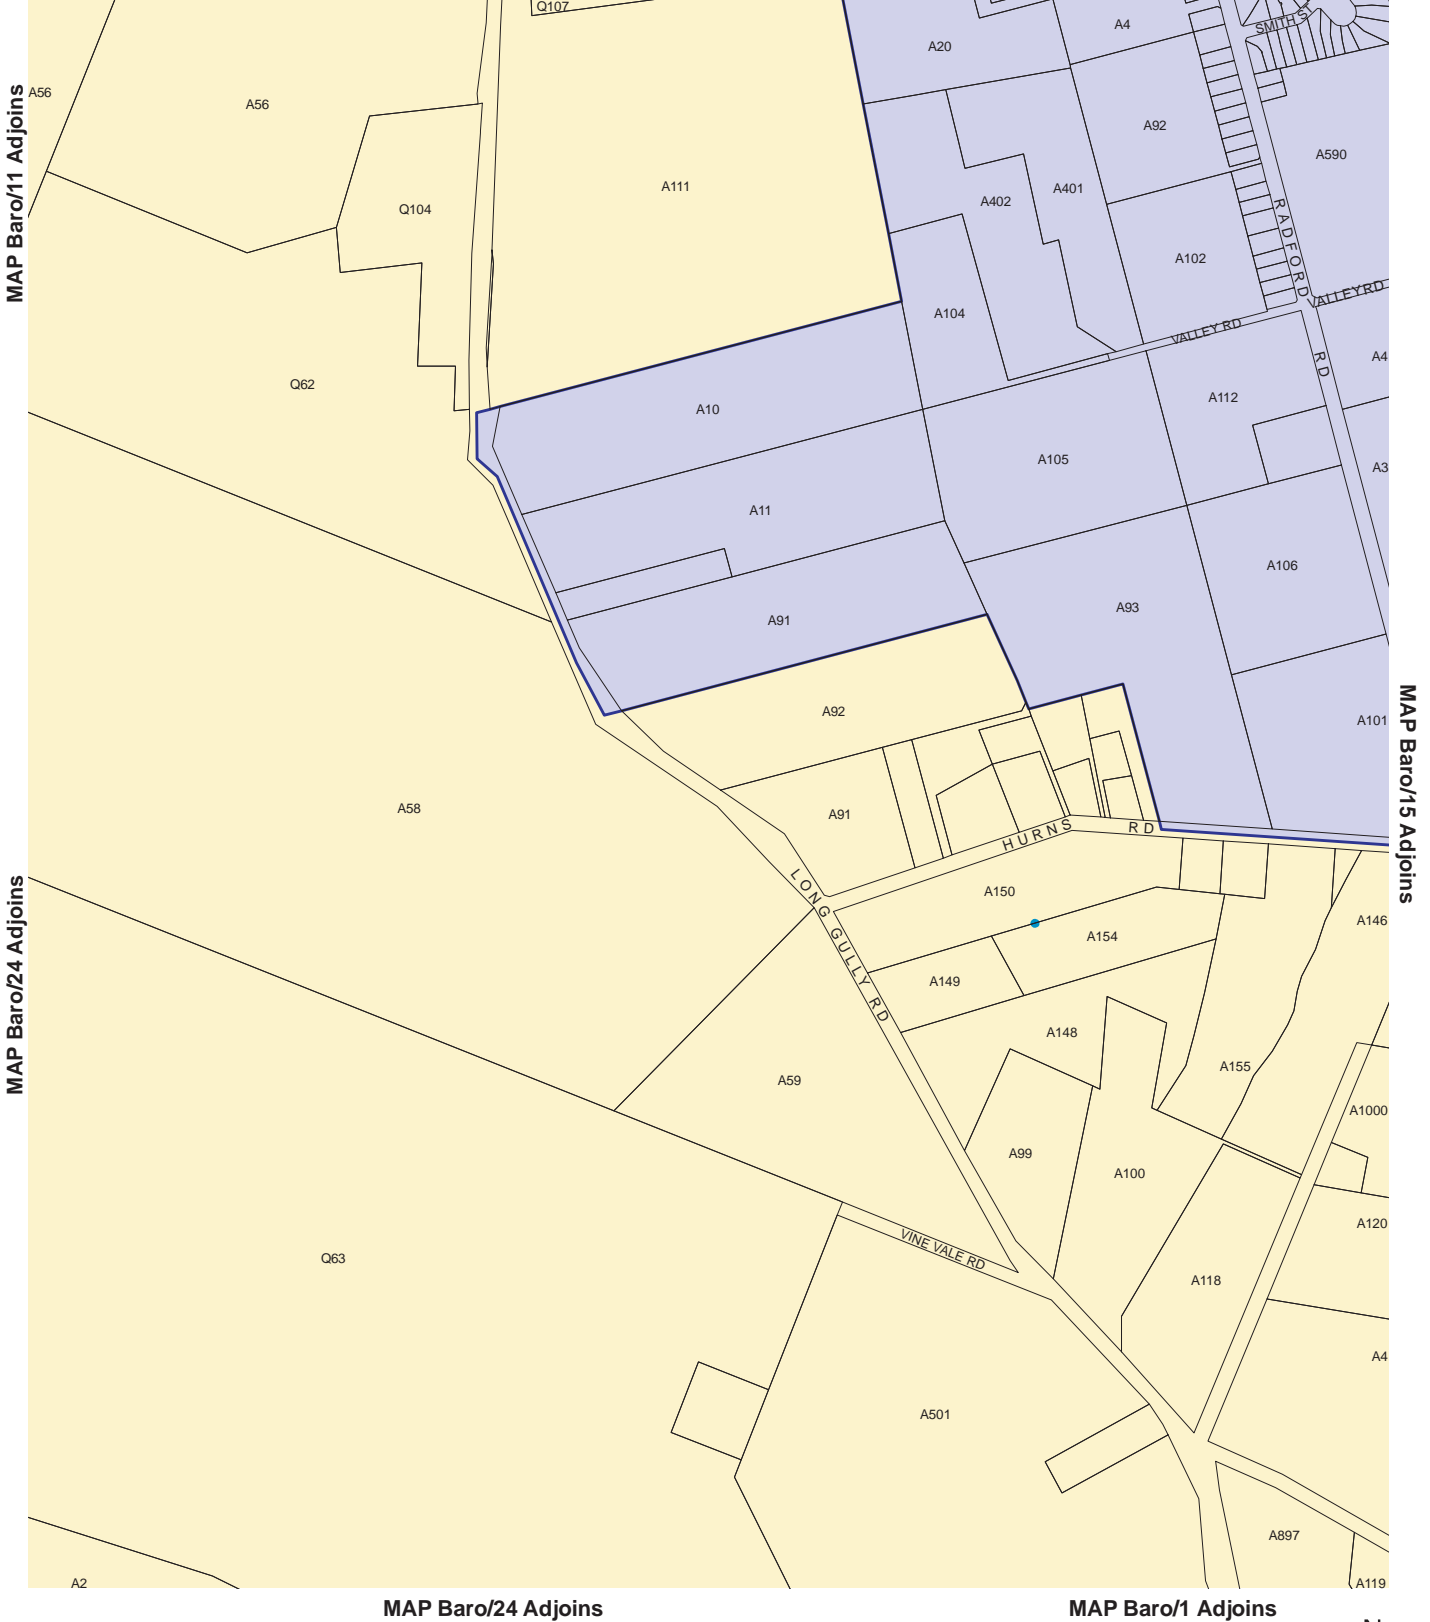 Q107
A20
A4
SMITH ST
A56
A56
A92
A590
Q104
A111
A402
A401
RADFORD RD
A102
VALLEY RD
VALLEY RD
A104
A4
Q62
A10
A112
A105
A3
A11
A106
A91
A93
A92
A101
A58
A91
HURNS RD
LONG GULLY RD
A150
A146
A154
A149
A148
A155
A59
A1000
A99
A100
A120
VINE VALE RD
Q63
A118
A4
A501
A897
A2
A119
MAP Baro/11 Adjoins
MAP Baro/24 Adjoins
MAP Baro/15 Adjoins
MAP Baro/24 Adjoins
MAP Baro/1 Adjoins